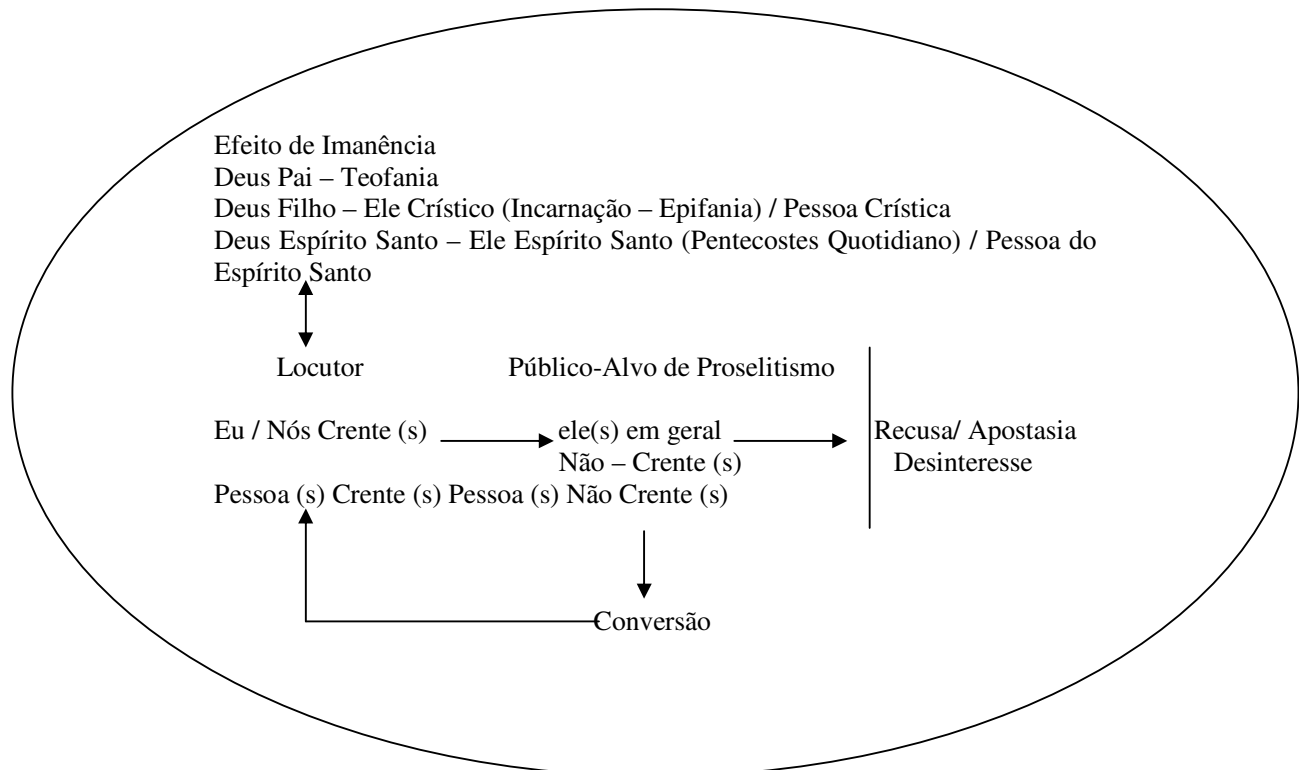 Efeito de Imanência
Deus Pai – Teofania
Deus Filho – Ele Crístico (Incarnação – Epifania) / Pessoa Crística
Deus Espírito Santo – Ele Espírito Santo (Pentecostes Quotidiano) / Pessoa do
Espírito Santo
Locutor Público-Alvo de Proselitismo
Eu / Nós Crente (s) ele(s) em geral Recusa/ Apostasia
Não – Crente (s) Desinteresse
Pessoa (s) Crente (s) Pessoa (s) Não Crente (s)
Conversão